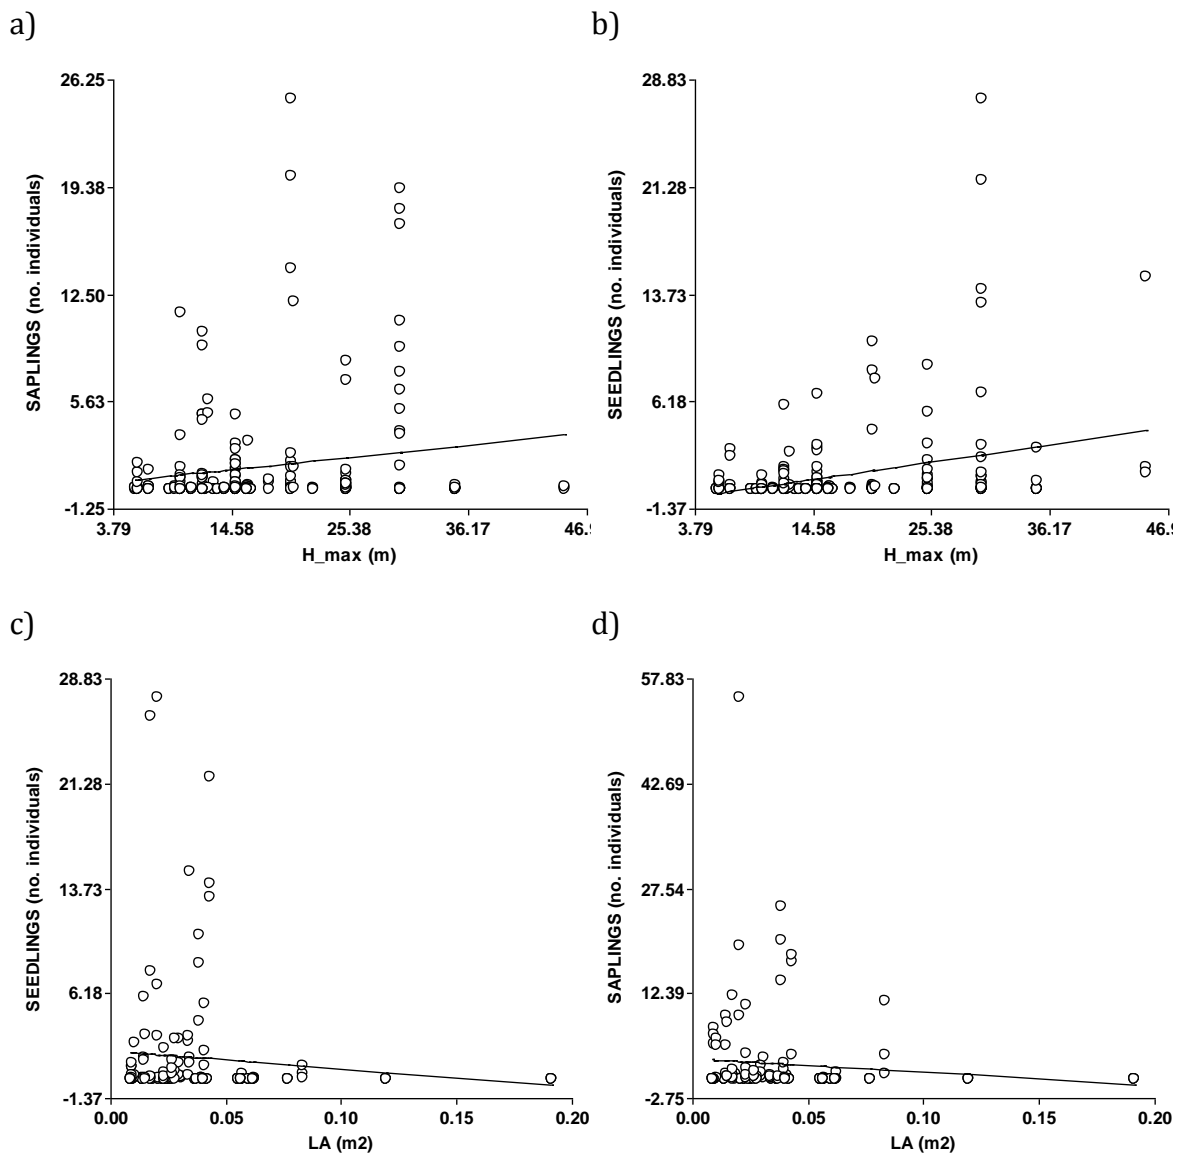 a)
26.25
19.38
12.50
5.63
-1.25
SAPLINGS (no. individuals)
3.79 14.58 25.38 36.17 46.9
H_max (m)
b)
28.83
21.28
13.73
6.18
-1.37
SEEDLINGS (no. individuals)
3.79 14.58 25.38 36.17 46.9
H_max (m)
c)
28.83
21.28
13.73
6.18
-1.37
SEEDLINGS (no. individuals)
0.00 0.05 0.10 0.15 0.20
LA (m2)
d)
57.83
42.69
27.54
12.39
-2.75
SAPLINGS (no. individuals)
0.00 0.05 0.10 0.15 0.20
LA (m2)